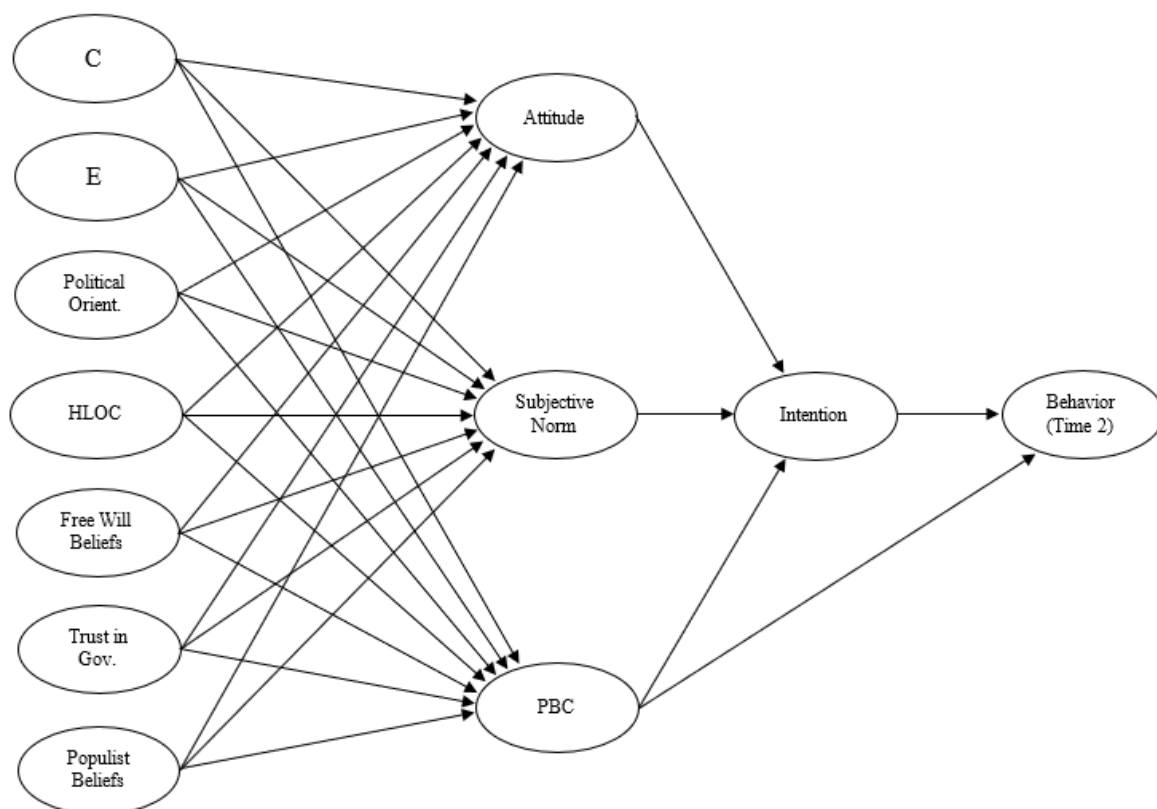 C
E
Political
Orient.
HLOC
Free Will
Beliefs
Trust in
Gov.
Populist
Beliefs
Attitude
Subjective
Norm
PBC
Intention
Behavior
(Time 2)